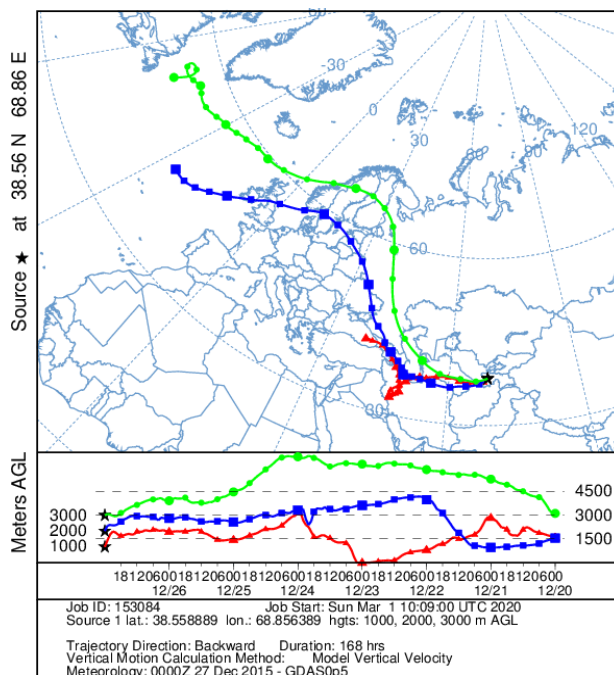 Source ★ at 38.56 N 68.86 E
60
30
30
0
30
60
80
120
60
30
Meters AGL
4500
3000 3000
2000
1500
1000
18120600181206001812060018120600181206001812060018120600
12/26 12/25 12/24 12/23 12/22 12/21 12/20
Job ID: 153084 Job Start: Sun Mar 1 10:09:00 UTC 2020
Source 1 lat.: 38.558889 lon.: 68.856389 hgts: 1000, 2000, 3000 m AGL
Trajectory Direction: Backward Duration: 168 hrs
Vertical Motion Calculation Method: Model Vertical Velocity
Meteorology: 0000Z 27 Dec 2015 - GDAS0p5